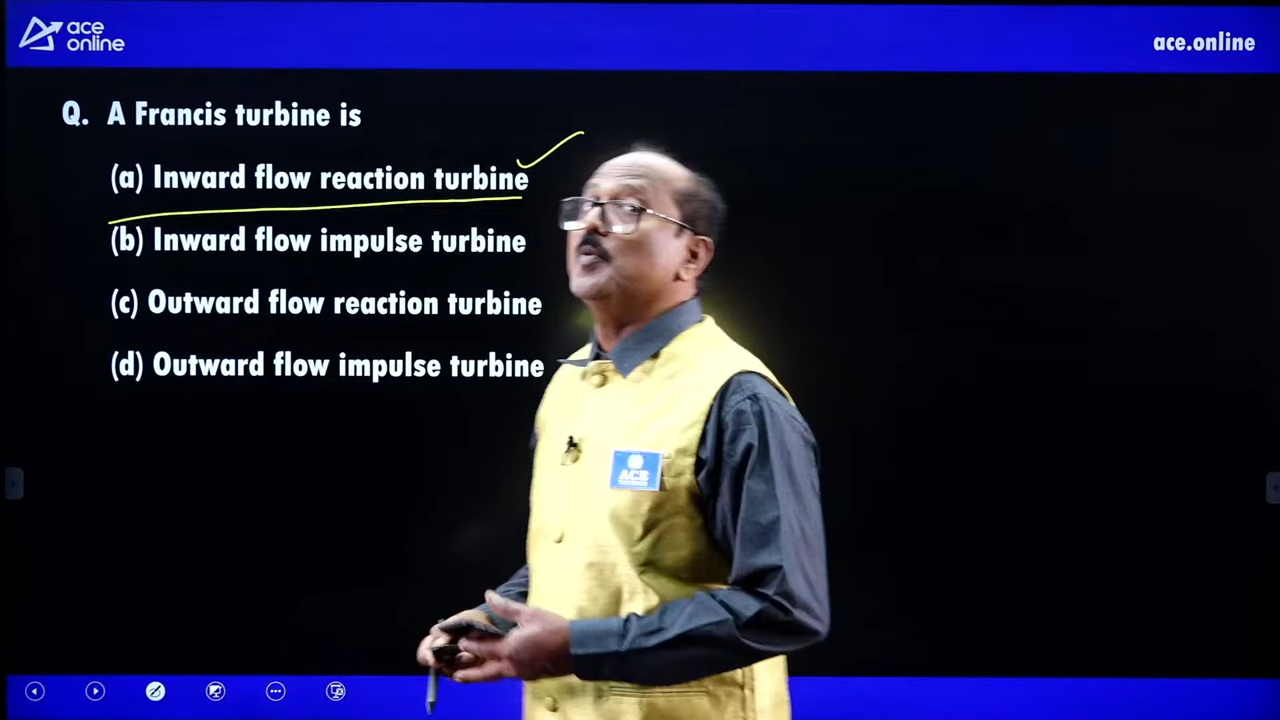 ace
online
ace.online
Q. A Francis turbine is
(a) Inward flow reaction turbine
(b) Inward flow impulse turbine
(c) Outward flow reaction turbine
(d) Outward flow impulse turbine
ACE